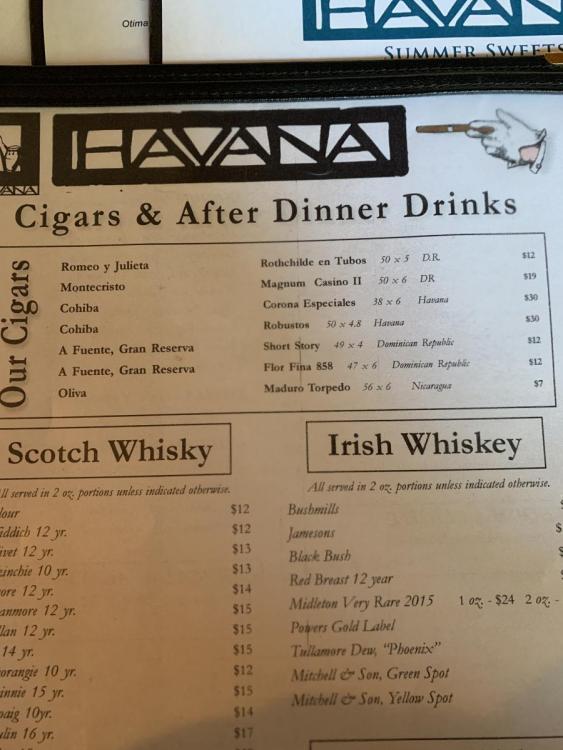 Otima
HAVANA
SUMMER SWEETS
HAVANA
Cigars & After Dinner Drinks
Our Cigars
Romeo y Julieta Rothchilde en Tubos 50 x 5 D.R. $12
Montecristo Magnum Casino II 50 x 6 DR $19
Cohiba Corona Especiales 38 x 6 Havana $30
Cohiba Robustos 50 x 4.8 Havana $30
A Fuente, Gran Reserva Short Story 49 x 4 Dominican Republic $12
A Fuente, Gran Reserva Flor Fina 858 47 x 6 Dominican Republic $12
Oliva Maduro Torpedo 56 x 6 Nicaragua $7
Scotch Whisky
ll served in 2 oz. portions unless indicated otherwise.
lour $12
iddich 12 yr. $12
ivet 12 yr. $13
kinchie 10 yr. $13
ore 12 yr. $14
anmore 12 yr. $15
llan 12 yr. $15
14 yr. $15
orangie 10 yr. $12
innie 15 yr. $15
oaig 10yr. $14
ulin 16 yr. $17
Irish Whiskey
All served in 2 oz. portions unless indicated otherwise.
Bushmills
Jamesons $
Black Bush
Red Breast 12 year
Midleton Very Rare 2015 1 oz. - $24 2 oz. -
Powers Gold Label
Tullamore Dew, “Phoenix”
Mitchell & Son, Green Spot
Mitchell & Son, Yellow Spot